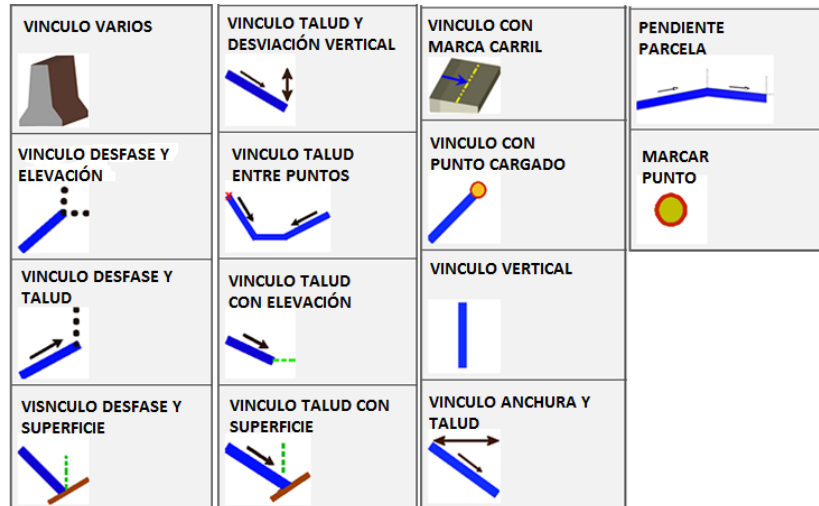 VINCULO VARIOS
VINCULO DESFASE Y
ELEVACIÓN
VINCULO DESFASE Y
TALUD
VISNCULO DESFASE Y
SUPERFICIE
VINCULO TALUD Y
DESVIACIÓN VERTICAL
VINCULO TALUD
ENTRE PUNTOS
VINCULO TALUD
CON ELEVACIÓN
VINCULO TALUD CON
SUPERFICIE
VINCULO CON
MARCA CARRIL
VINCULO CON
PUNTO CARGADO
VINCULO VERTICAL
VINCULO ANCHURA Y
TALUD
PENDIENTE
PARCELA
MARCAR
PUNTO